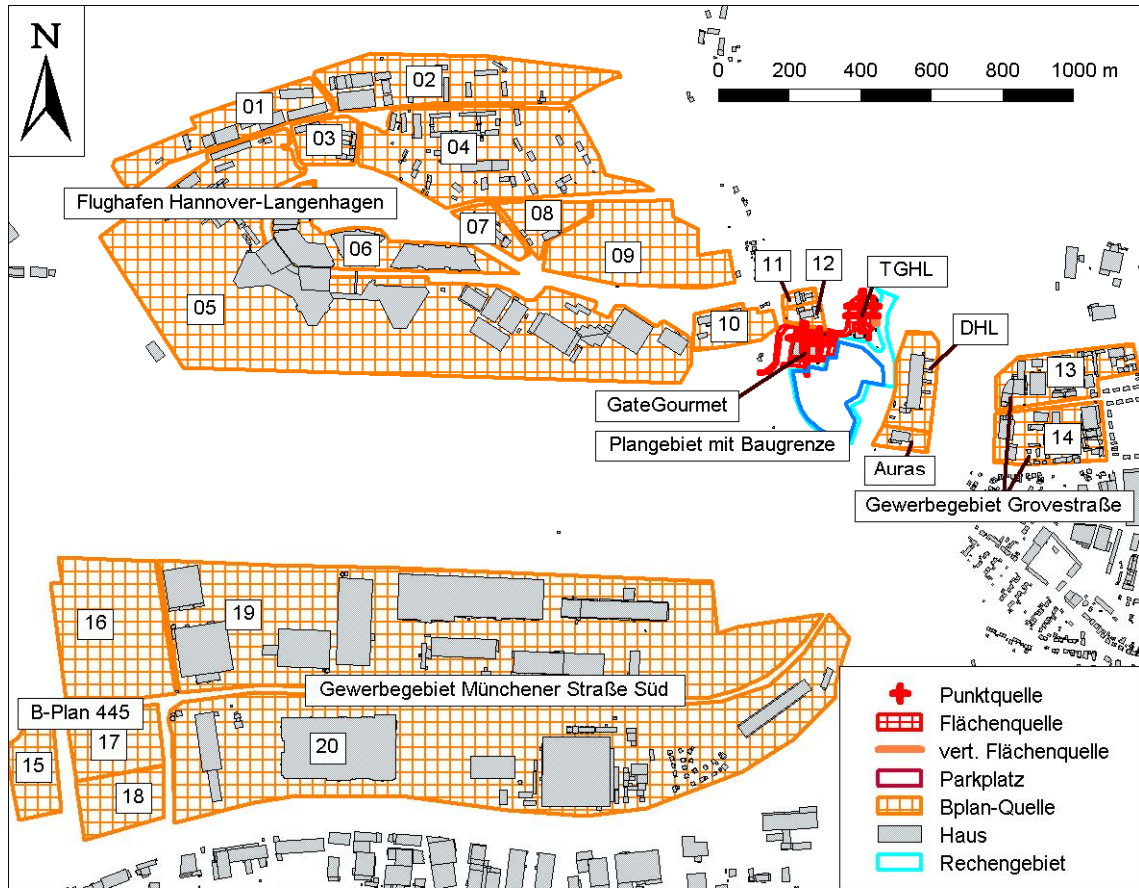 N
0 200 400 600 800 1000 m
02
01
03
04
Flughafen Hannover-Langenhagen
07
08
06
09
11
12
TGHL
05
10
DHL
13
GateGourmet
14
Plangebiet mit Baugrenze
Auras
Gewerbegebiet Grovestraße
16
19
Gewerbegebiet Münchener Straße Süd
B-Plan 445
17
20
15
18
Punktquelle
Flächenquelle
vert. Flächenquelle
Parkplatz
Bplan-Quelle
Haus
Rechengebiet